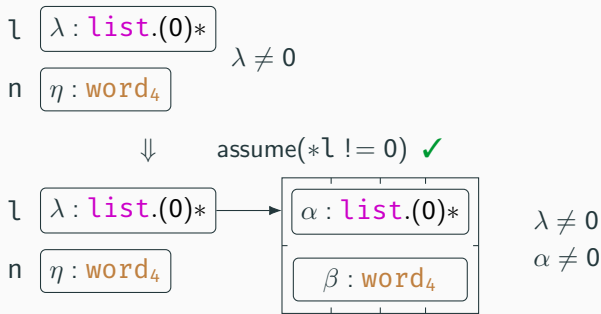 l λ : list.(0)∗
λ ≠ 0
n η : word₄
⇓ assume(∗l != 0) ✓
l λ : list.(0)∗ α : list.(0)∗ λ ≠ 0
n η : word₄ β : word₄ α ≠ 0